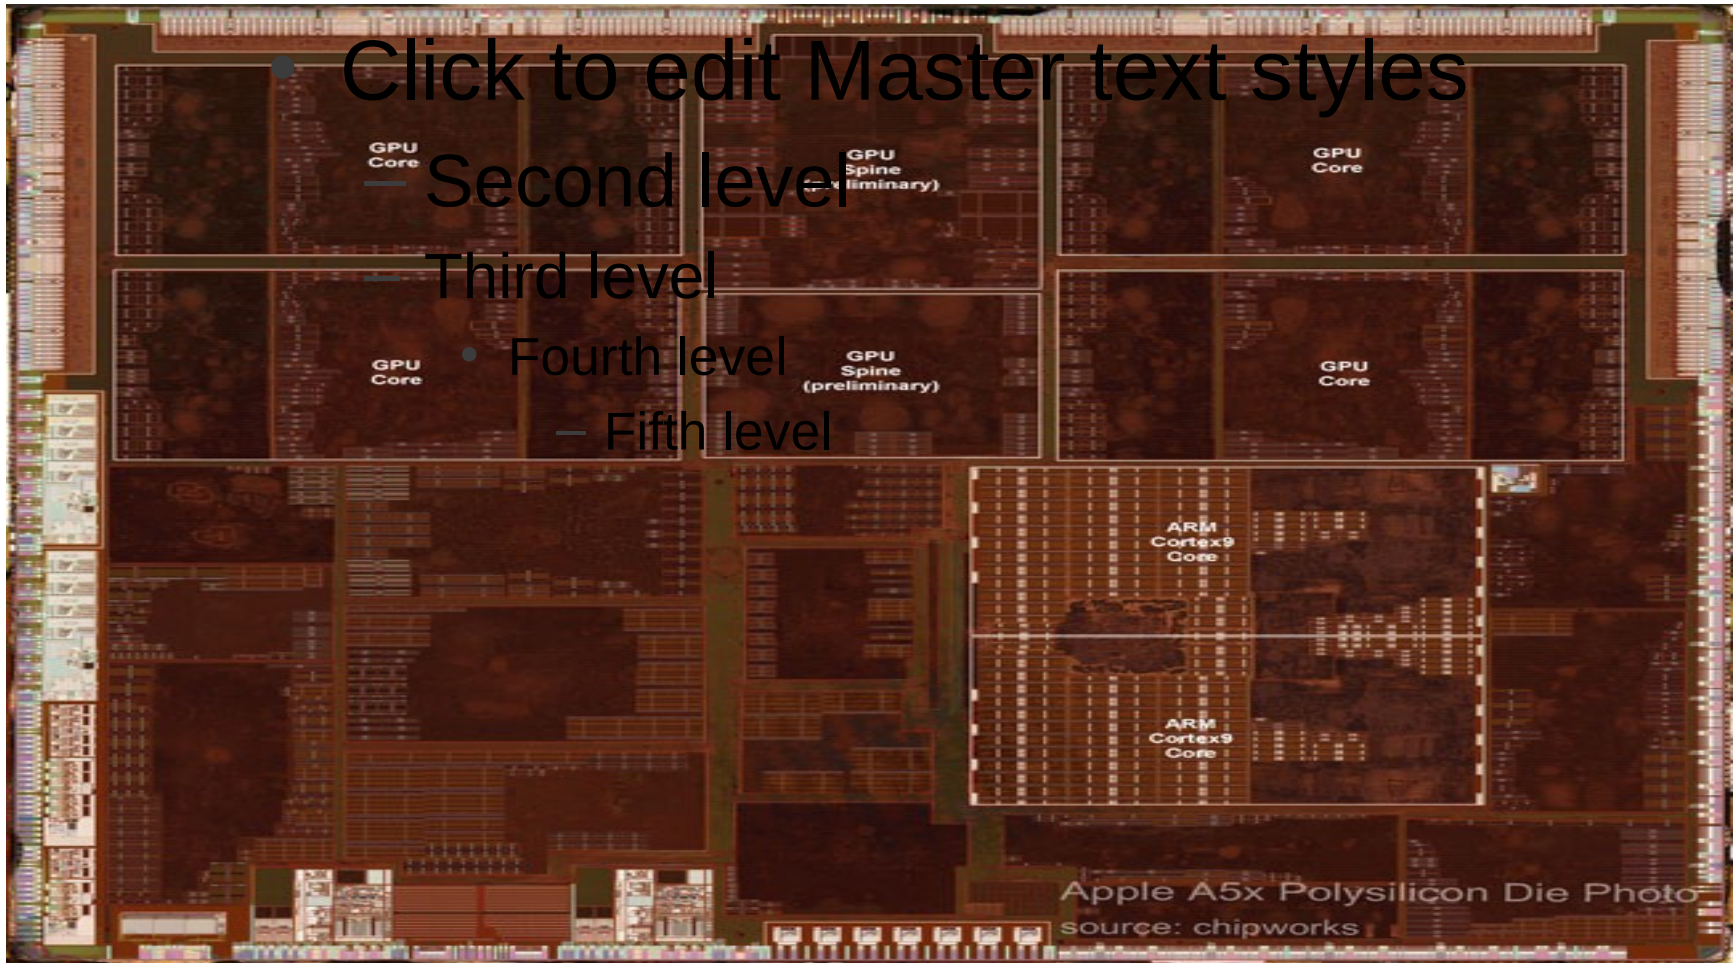 Click to edit Master text styles
Second level
Third level
Fourth level
Fifth level
GPU
Core
GPU
Spine
(preliminary)
GPU
Core
GPU
Core
GPU
Spine
(preliminary)
GPU
Core
ARM
Cortex9
Core
ARM
Cortex9
Core
Apple A5x Polysilicon Die Photo
source: chipworks